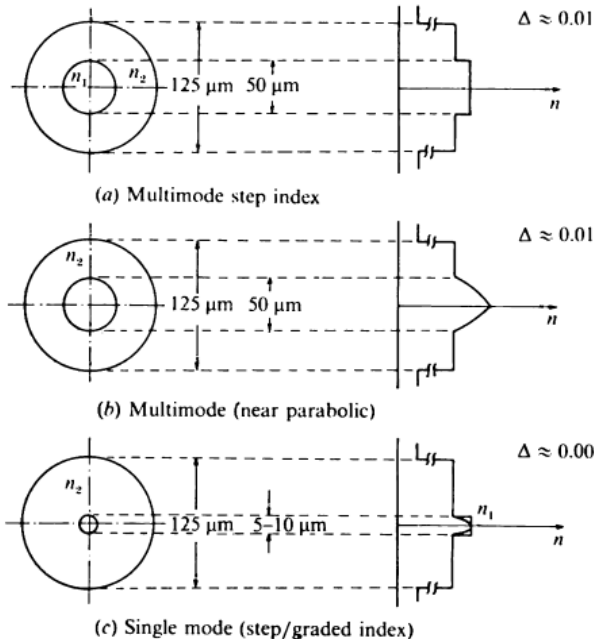 Δ ≈ 0.01
n₁ n₂ 125 μm 50 μm
n
(a) Multimode step index
Δ ≈ 0.01
n₂
125 μm 50 μm
n
(b) Multimode (near parabolic)
Δ ≈ 0.00
n₂
n₁
125 μm 5–10 μm
n
(c) Single mode (step/graded index)